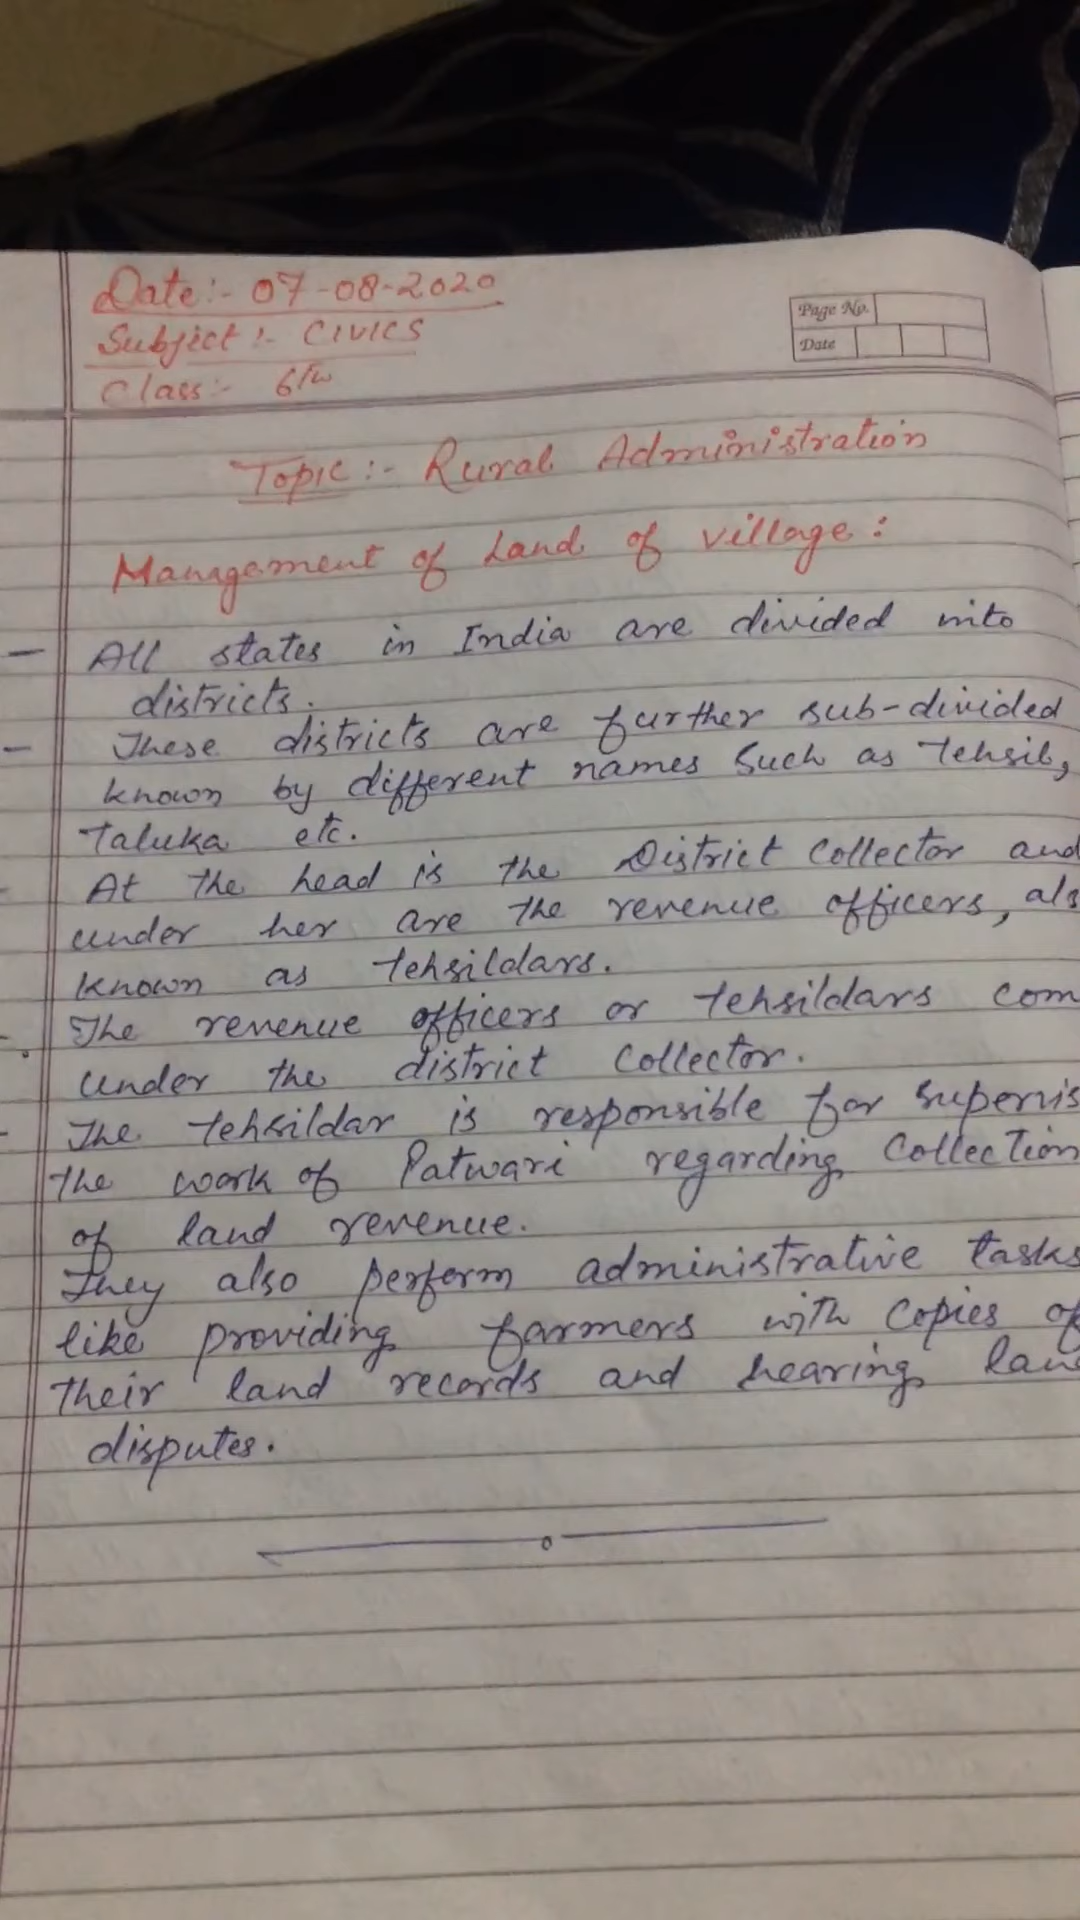 Date:- 07-08-2020
Subject :- CIVICS
Class:- 6th
Page No.
Date
Topic :- Rural Administration
Managament of Land of village :
- All states in India are divided into
districts.
- These districts are further sub-divided
known by different names such as Tehsil,
Taluka etc.
- At the head is the District Collector and
under her are the revenue officers, als
known as tehsildars.
- The revenue officers or tehsildars com
under the district collector.
- The tehsildar is responsible for supervis
the work of Patwari regarding collection
of land revenue.
They also perform administrative tasks
like providing farmers with copies of
their land records and hearing lan
disputes.